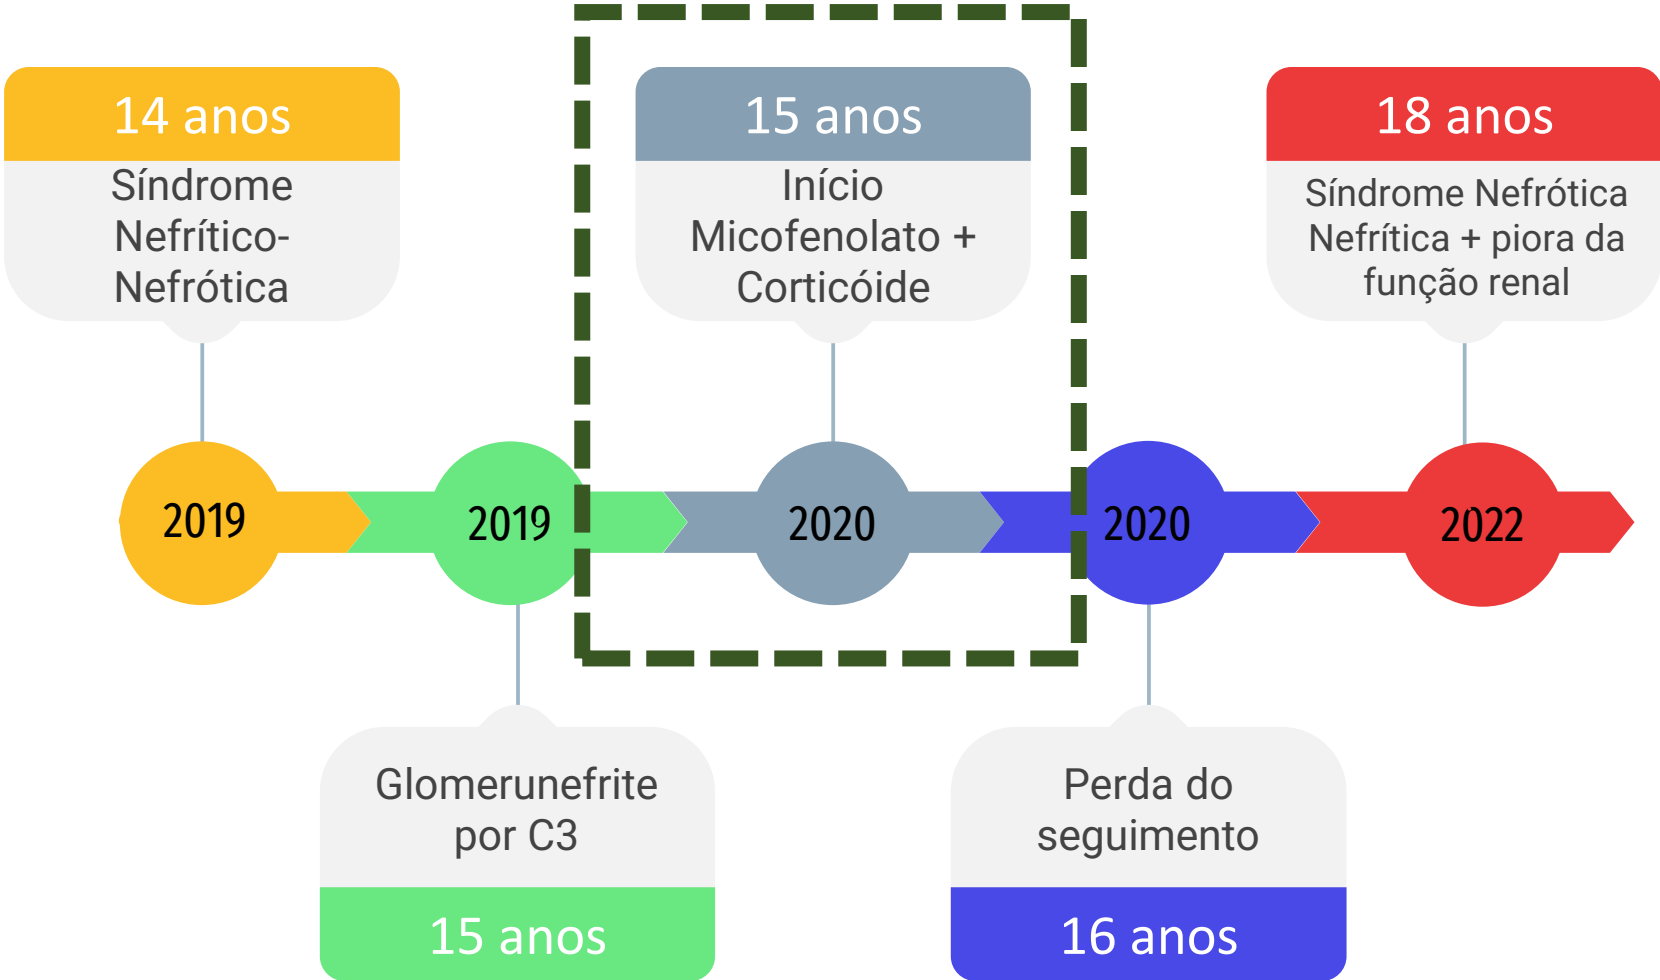 14 anos
Síndrome
Nefrítico-
Nefrótica
15 anos
Início
Micofenolato +
Corticóide
18 anos
Síndrome Nefrótica
Nefrítica + piora da
função renal
2019
2019
2020
2020
2022
Glomerunefrite
por C3
15 anos
Perda do
seguimento
16 anos